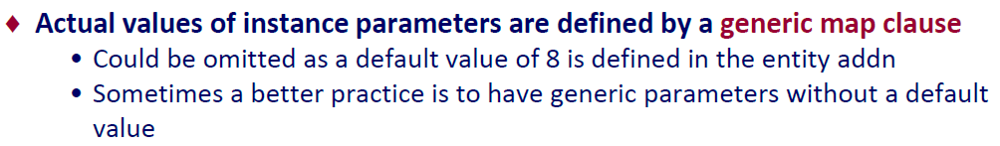 ♦ Actual values of instance parameters are defined by a generic map clause
• Could be omitted as a default value of 8 is defined in the entity addn
• Sometimes a better practice is to have generic parameters without a default
value